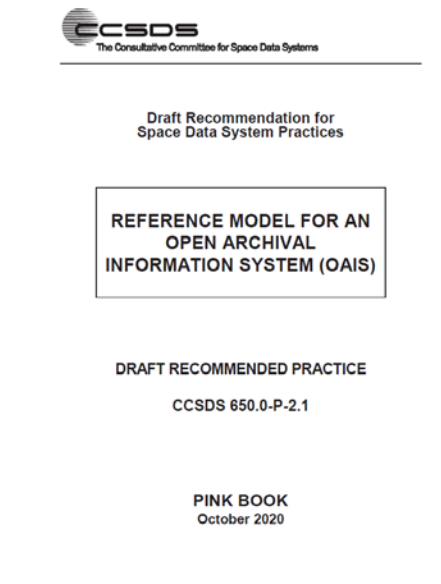 CCSDS
The Consultative Committee for Space Data Systems
Draft Recommendation for
Space Data System Practices
REFERENCE MODEL FOR AN
OPEN ARCHIVAL
INFORMATION SYSTEM (OAIS)
DRAFT RECOMMENDED PRACTICE
CCSDS 650.0-P-2.1
PINK BOOK
October 2020